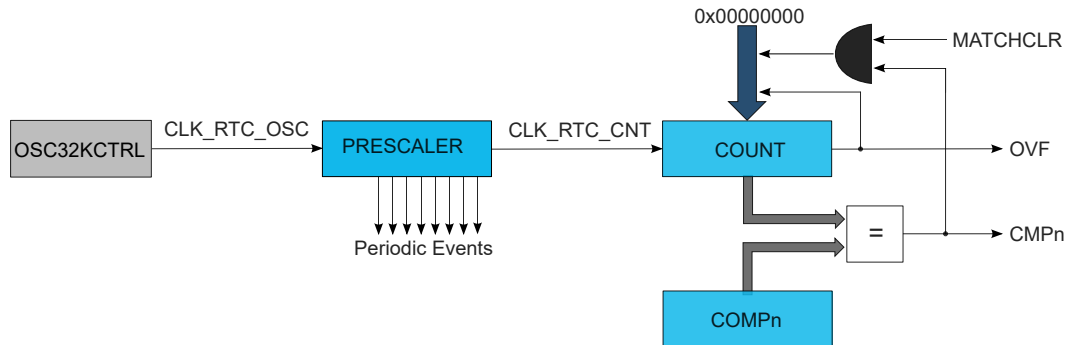 0x00000000
MATCHCLR
OSC32KCTRL
CLK_RTC_OSC
PRESCALER
CLK_RTC_CNT
COUNT
OVF
Periodic Events
=
CMPn
COMPn